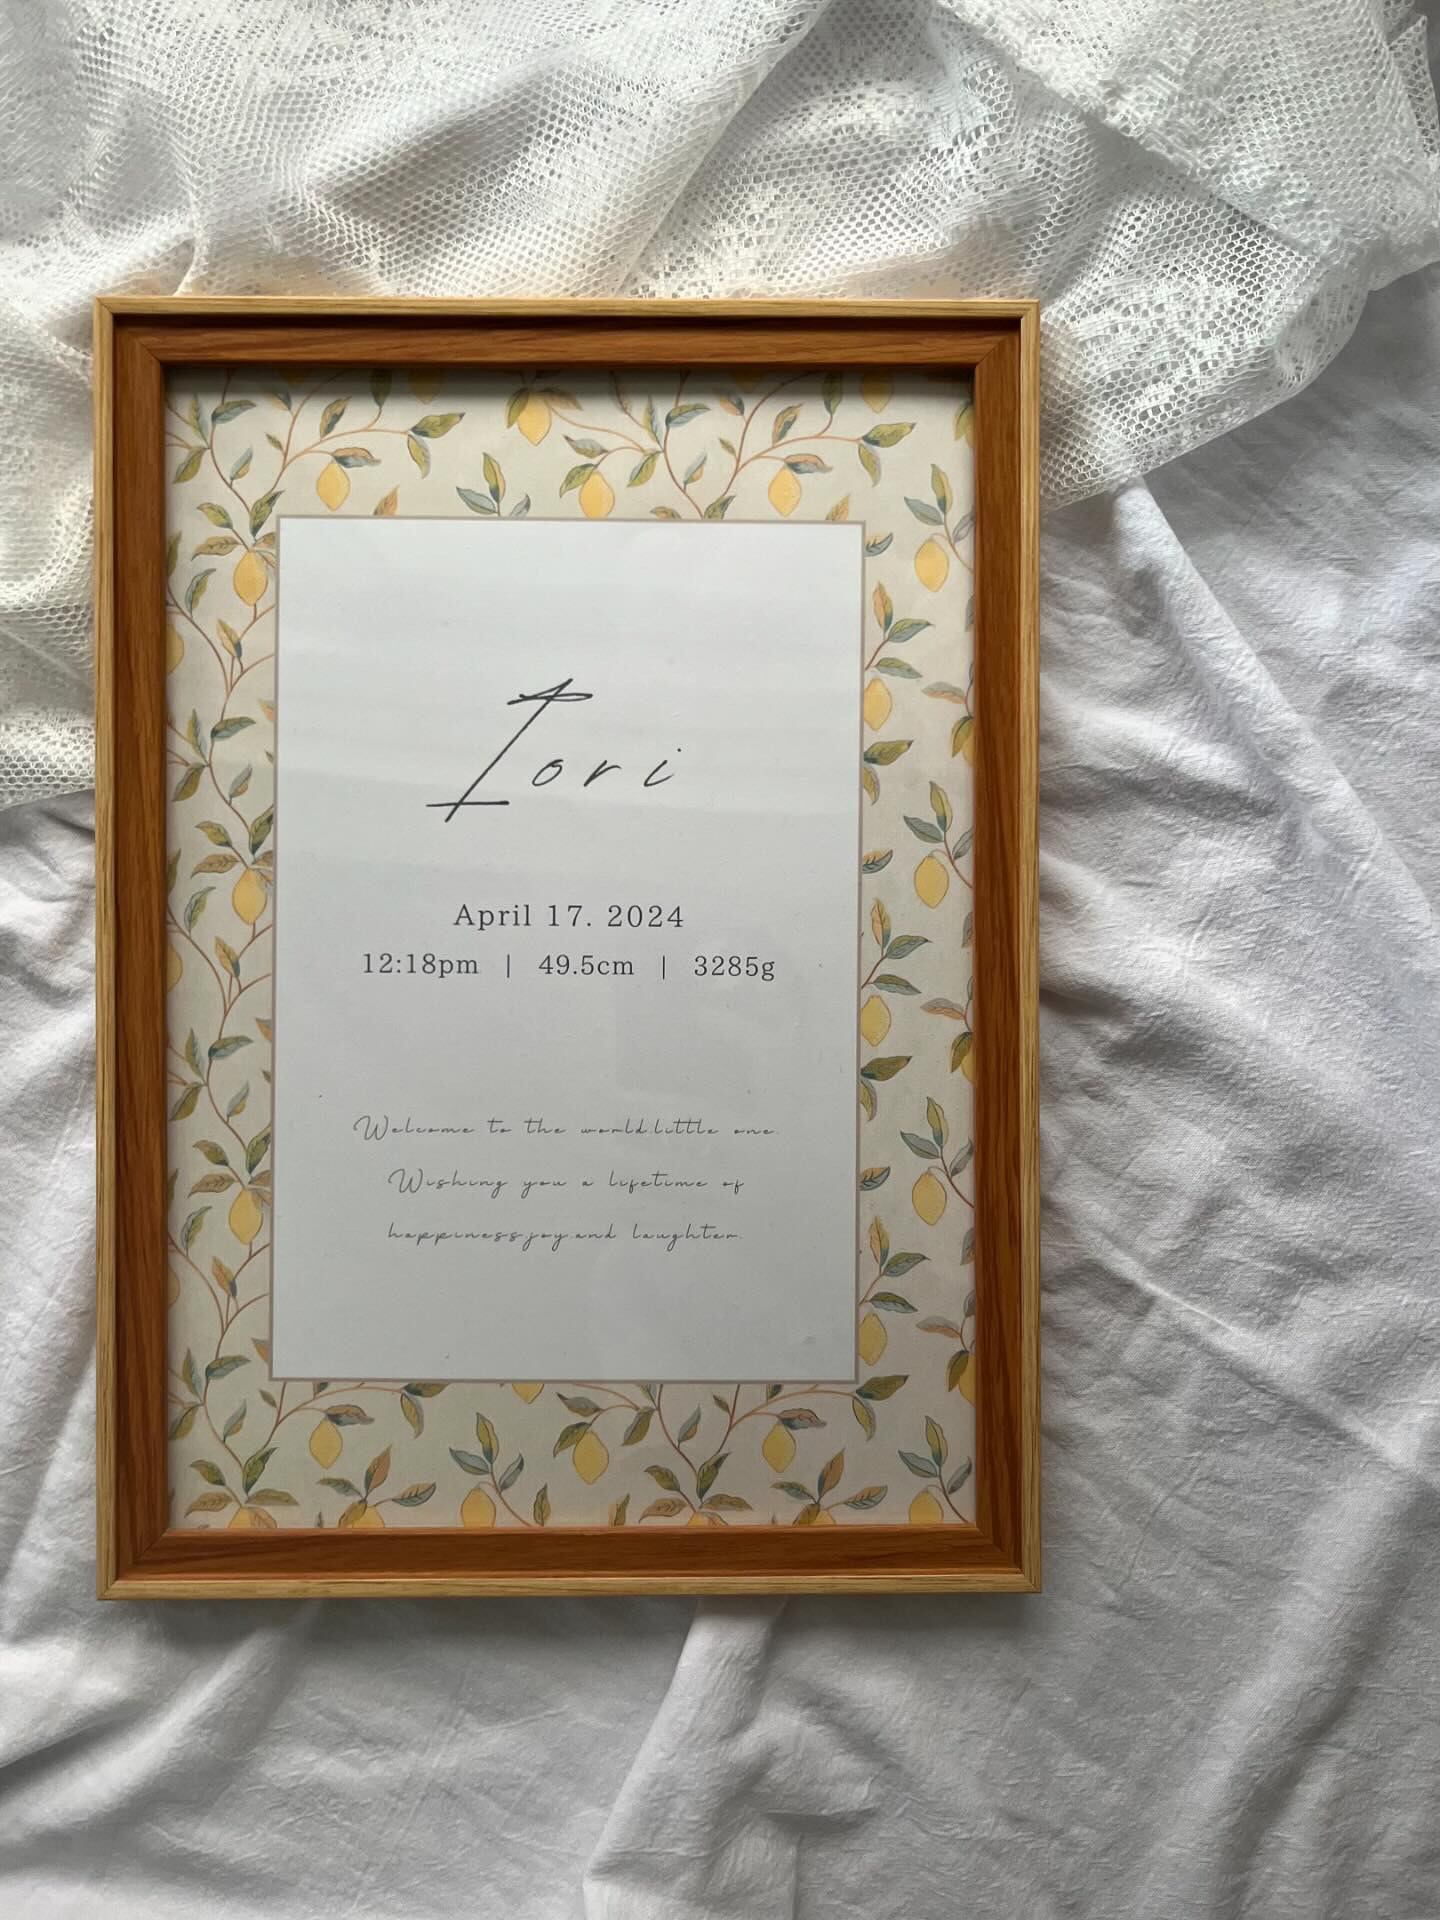 Iori
April 17. 2024
12:18pm | 49.5cm | 3285g
Welcome to the world.little one.
Wishing you a lifetime of
happiness.joy.and laughter.